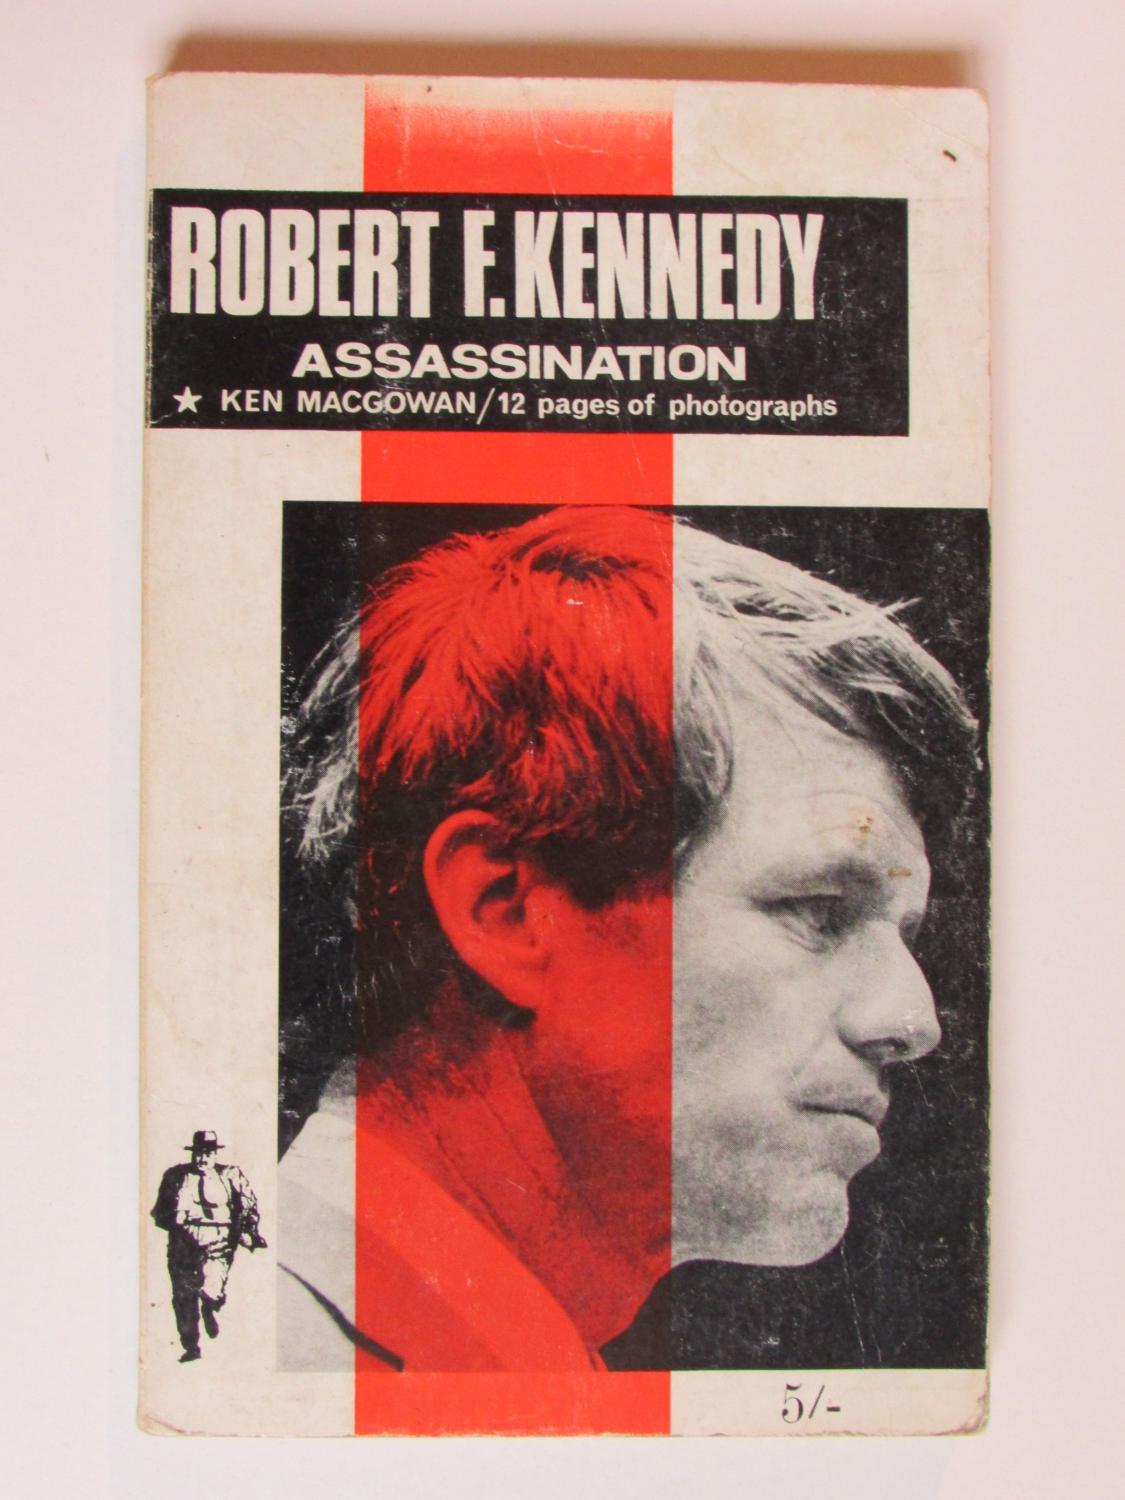 ROBERT F. KENNEDY
ASSASSINATION
★ KEN MACGOWAN/12 pages of photographs
5/-